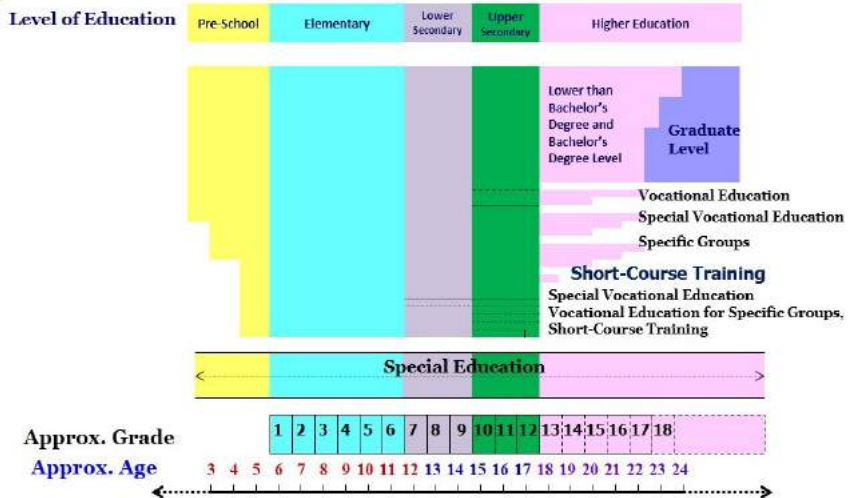 Level of Education
Pre-School
Elementary
Lower
Secondary
Upper
Secondary
Higher Education
Lower than
Bachelor's
Degree and
Bachelor's
Degree Level
Graduate
Level
Vocational Education
Special Vocational Education
Specific Groups
Short-Course Training
Special Vocational Education
Vocational Education for Specific Groups,
Short-Course Training
Special Education
Approx. Grade 1 2 3 4 5 6 7 8 9 10 11 12 13 14 15 16 17 18
Approx. Age 3 4 5 6 7 8 9 10 11 12 13 14 15 16 17 18 19 20 21 22 23 24